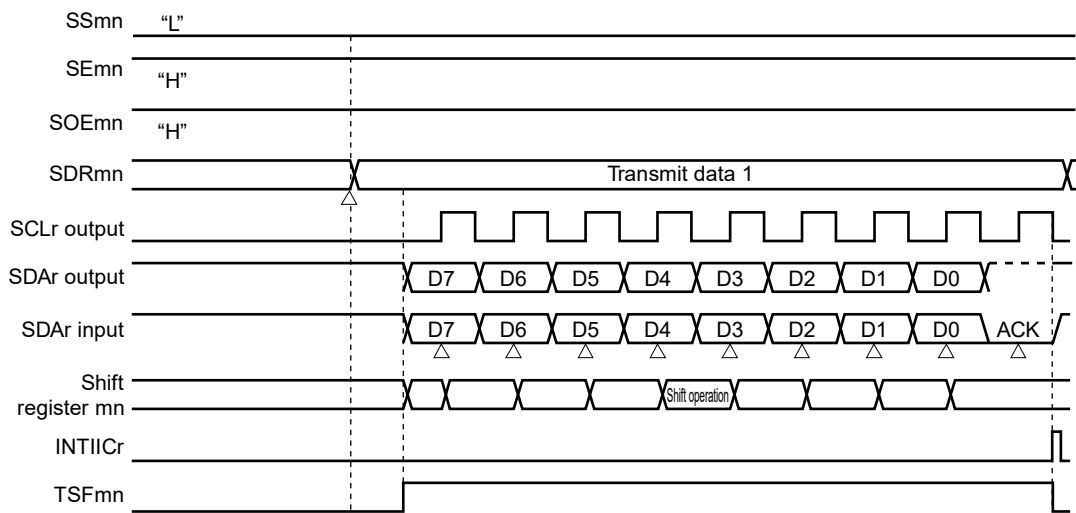 SSmn “L”
SEmn “H”
SOEmn “H”
SDRmn Transmit data 1
SCLr output
SDAr output D7 D6 D5 D4 D3 D2 D1 D0
SDAr input D7 D6 D5 D4 D3 D2 D1 D0 ACK
Shift
register mn Shift operation
INTIICr
TSFmn